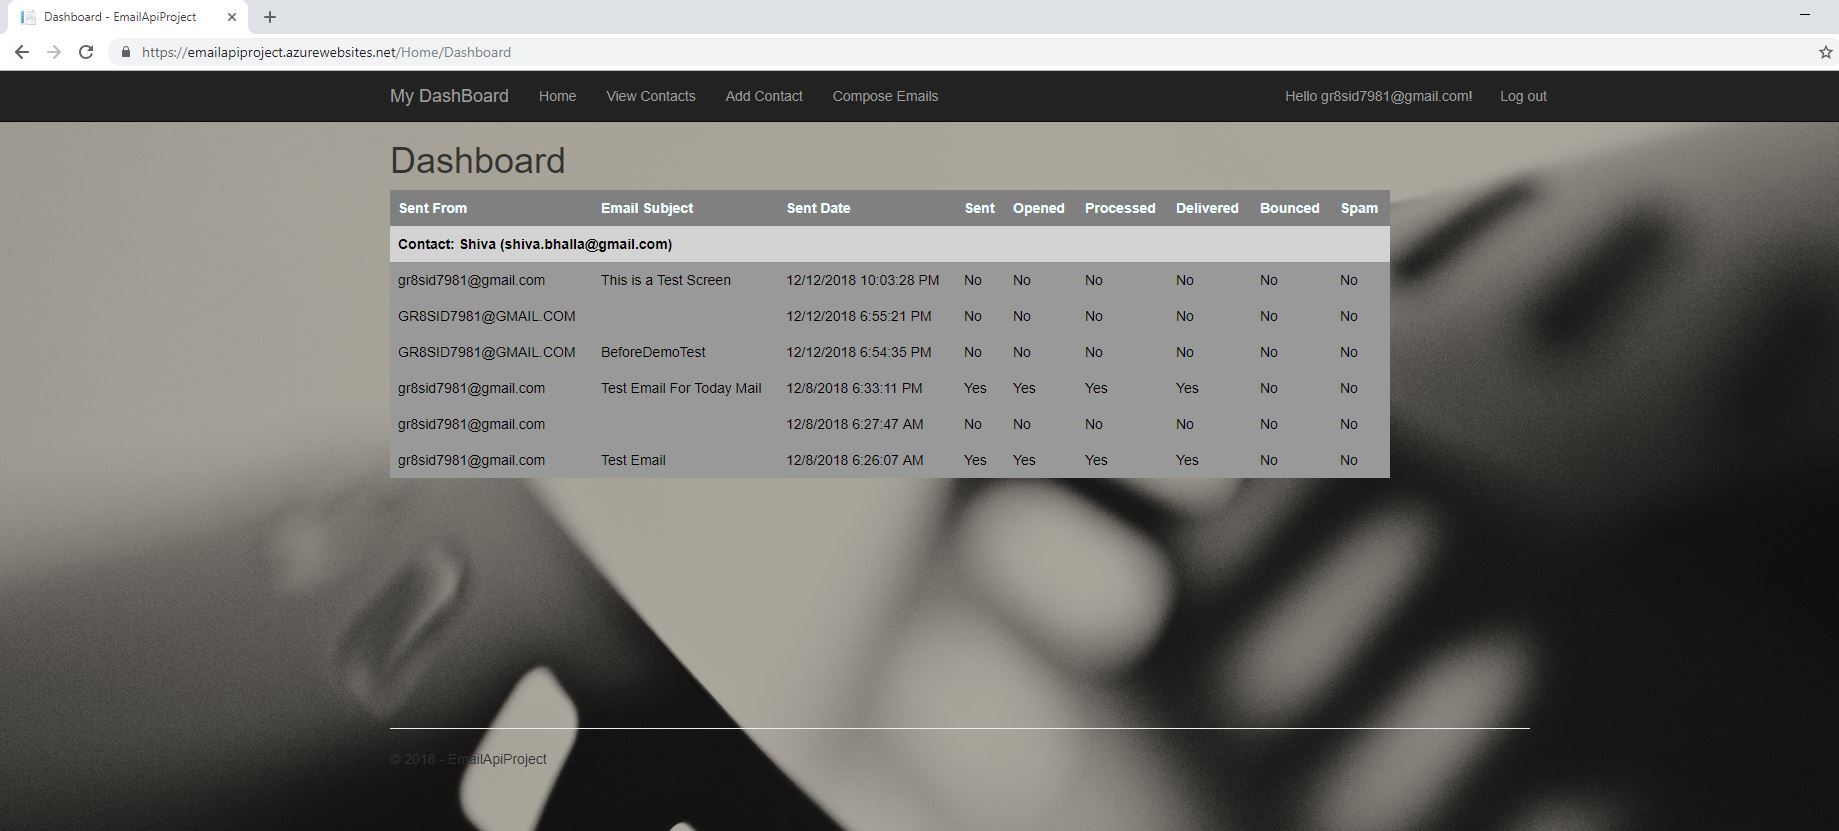 Dashboard - EmailApiProject
https://emailapiproject.azurewebsites.net/Home/Dashboard
My DashBoard Home View Contacts Add Contact Compose Emails Hello gr8sid7981@gmail.com! Log out
Dashboard
Sent From Email Subject Sent Date Sent Opened Processed Delivered Bounced Spam
Contact: Shiva (shiva.bhalla@gmail.com)
gr8sid7981@gmail.com This is a Test Screen 12/12/2018 10:03:28 PM No No No No No No
GR8SID7981@GMAIL.COM 12/12/2018 6:55:21 PM No No No No No No
GR8SID7981@GMAIL.COM BeforeDemoTest 12/12/2018 6:54:35 PM No No No No No No
gr8sid7981@gmail.com Test Email For Today Mail 12/8/2018 6:33:11 PM Yes Yes Yes Yes No No
gr8sid7981@gmail.com 12/8/2018 6:27:47 AM No No No No No No
gr8sid7981@gmail.com Test Email 12/8/2018 6:26:07 AM Yes Yes Yes Yes No No
© 2018 - EmailApiProject